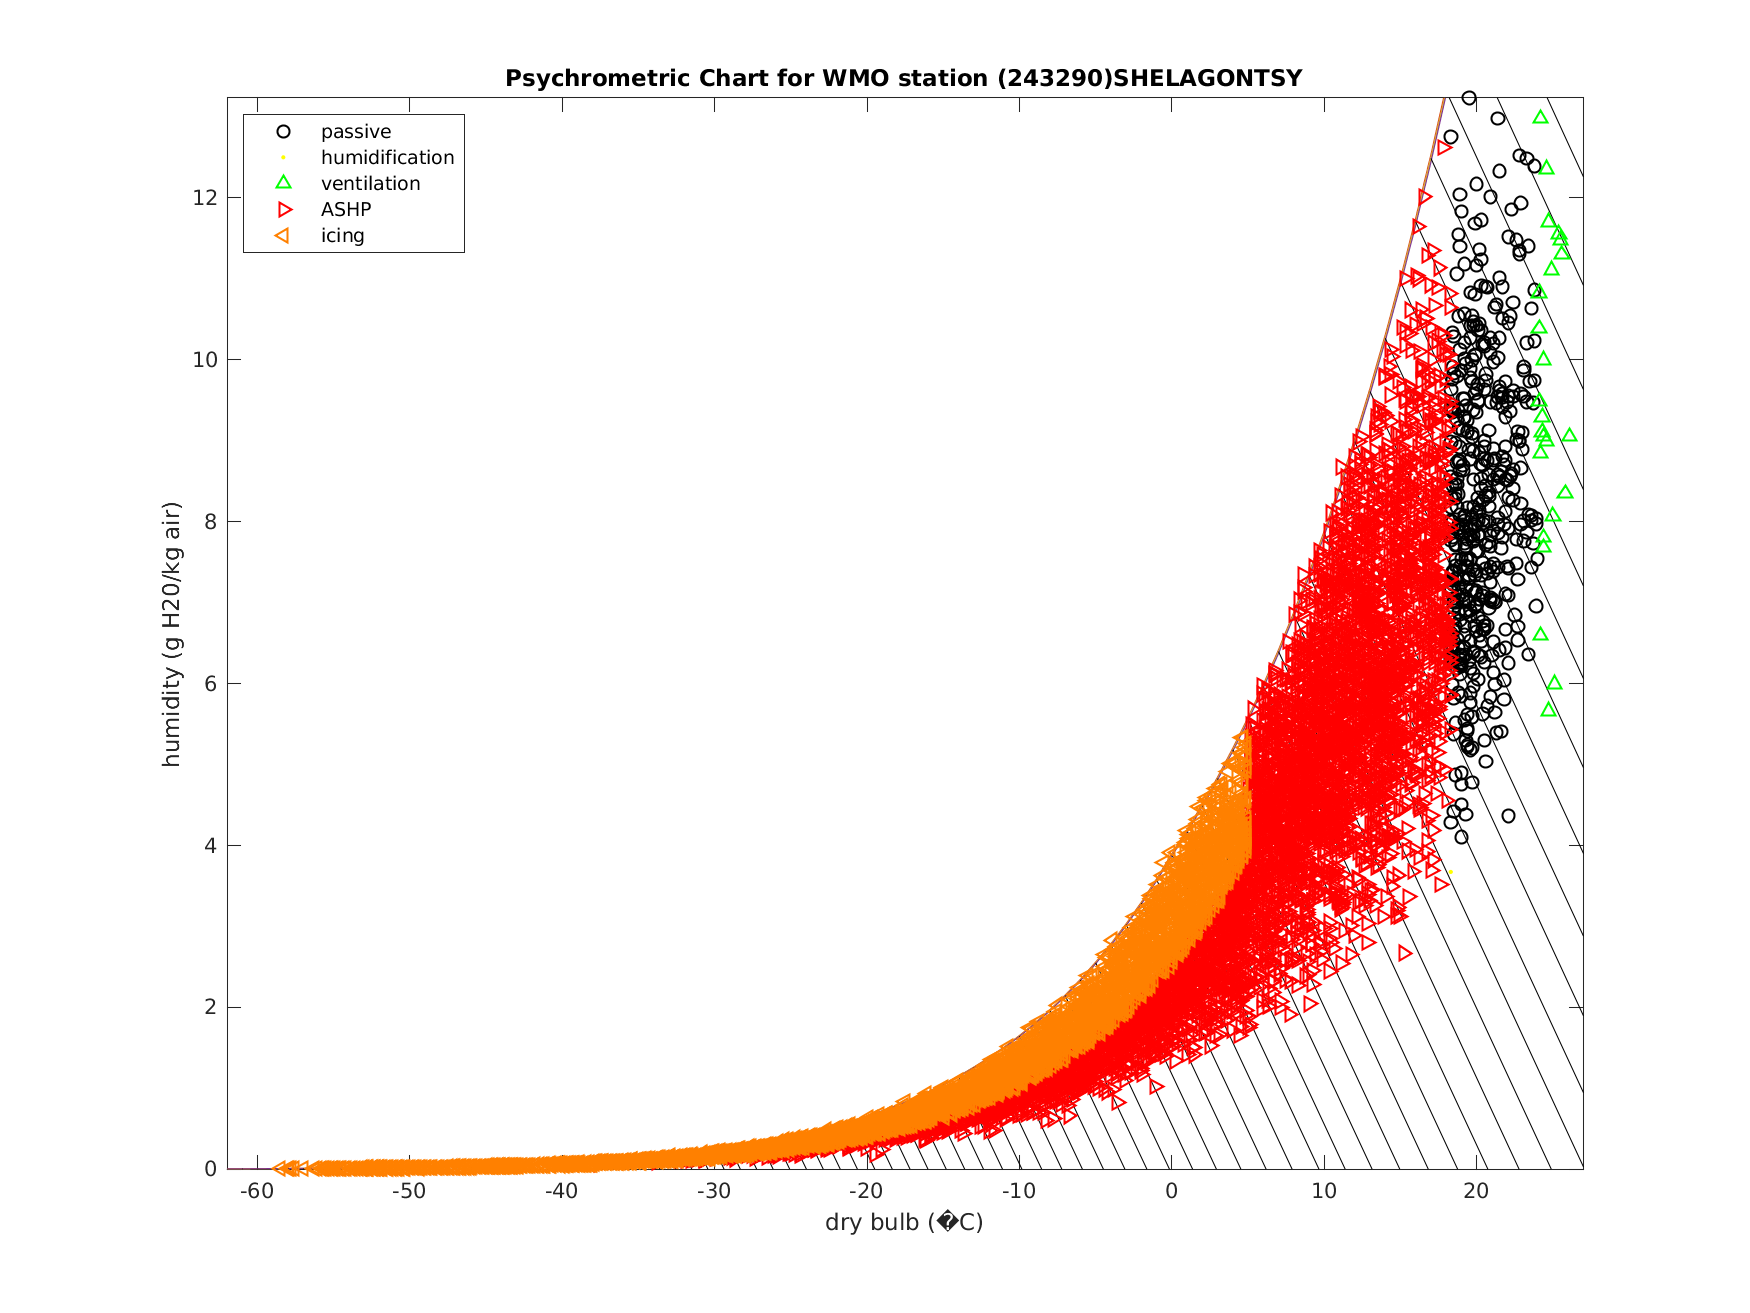 Psychrometric Chart for WMO station (243290)SHELAGONTSY
passive
humidification
ventilation
ASHP
icing
humidity (g H20/kg air)
12
10
8
6
4
2
0
-60 -50 -40 -30 -20 -10 0 10 20
dry bulb (�C)